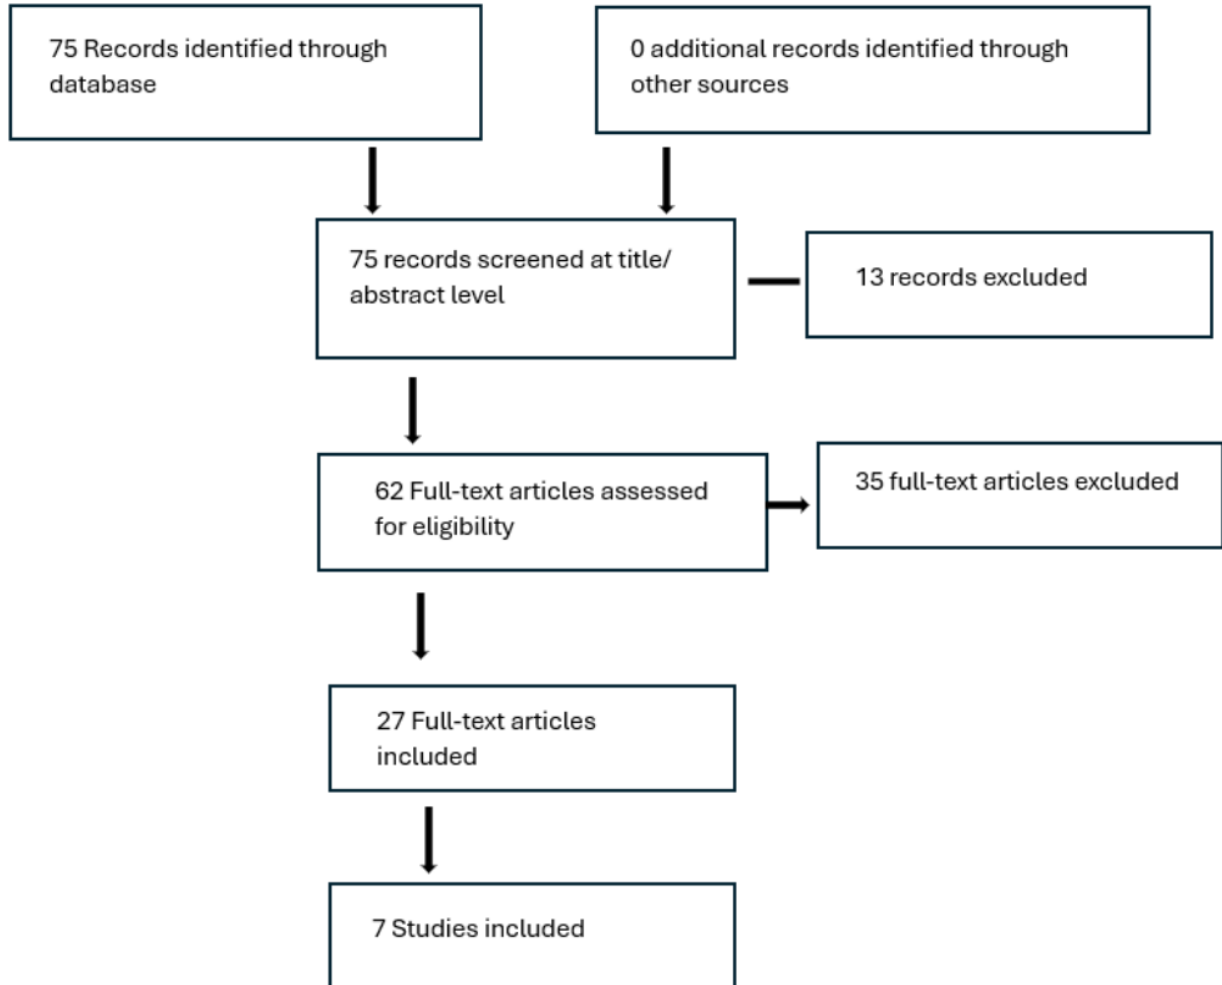 75 Records identified through
database
0 additional records identified through
other sources
75 records screened at title/
abstract level
13 records excluded
62 Full-text articles assessed
for eligibility
35 full-text articles excluded
27 Full-text articles
included
7 Studies included